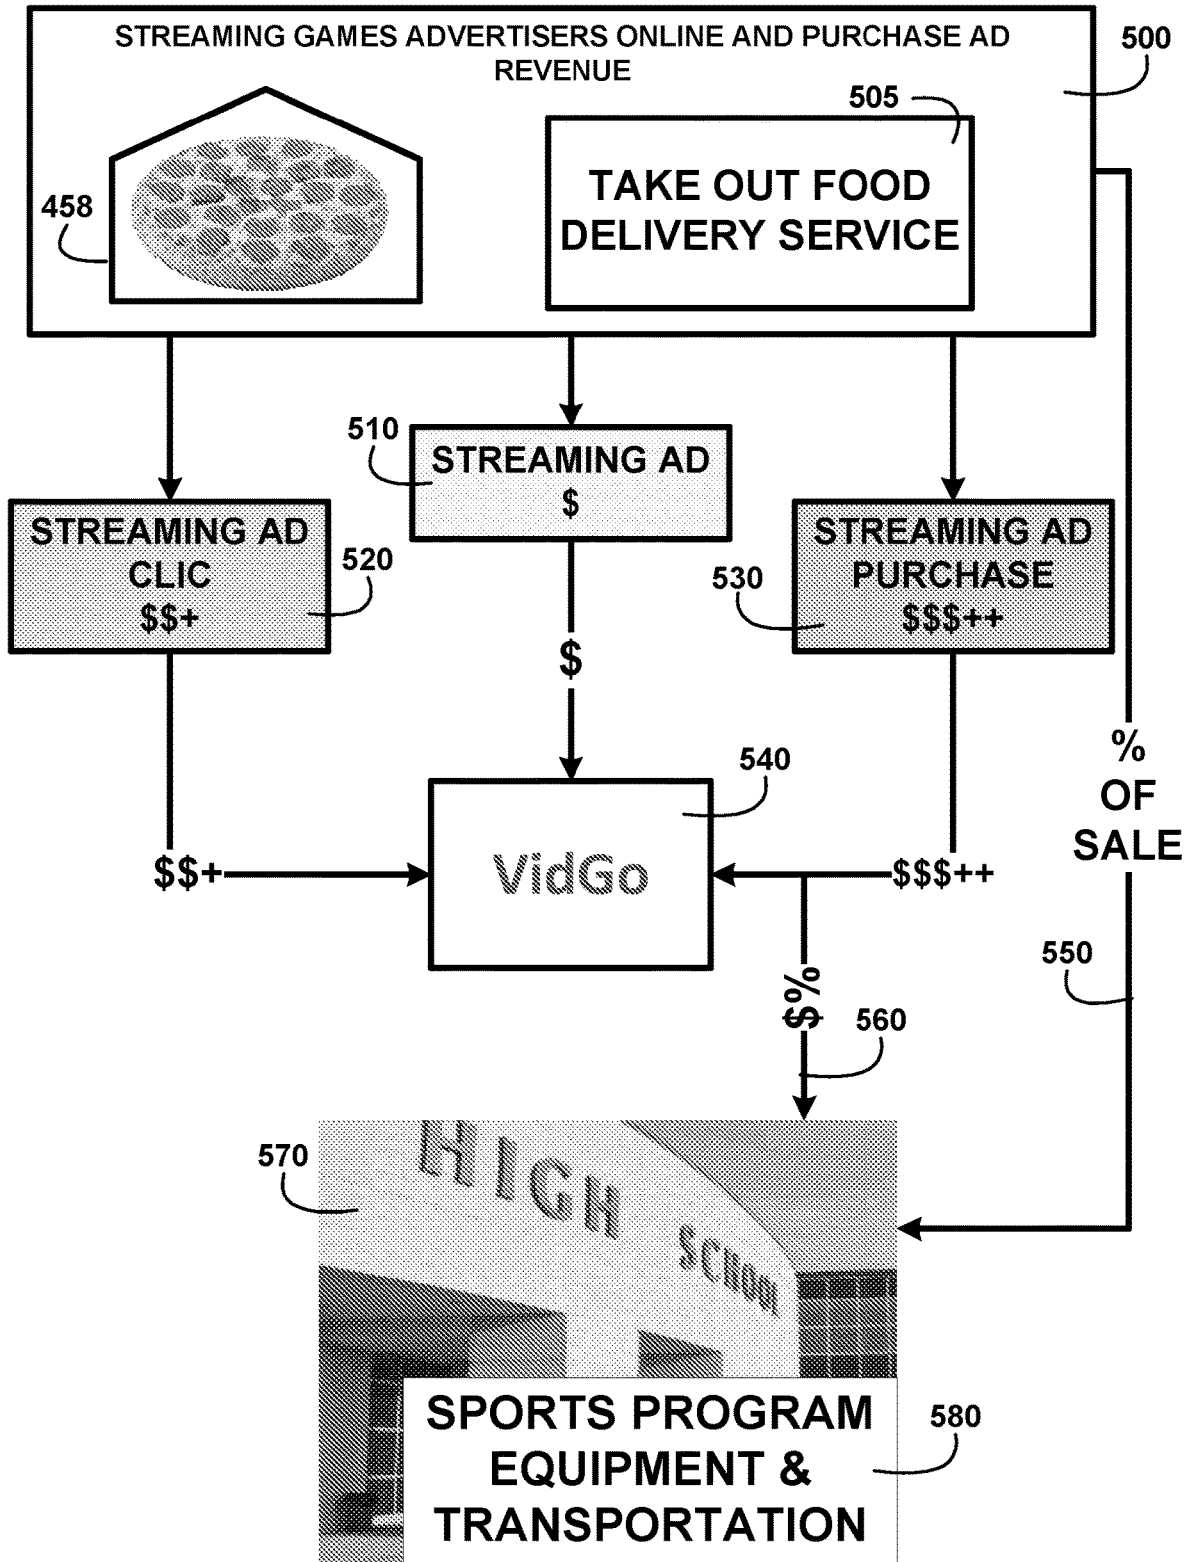 STREAMING GAMES ADVERTISERS ONLINE AND PURCHASE AD
REVENUE
500
505
458
TAKE OUT FOOD
DELIVERY SERVICE
510
STREAMING AD
$
STREAMING AD
CLIC
$$+
520
STREAMING AD
PURCHASE
$$$++
530
$
%
OF
SALE
540
VidGo
$$+
$$$++
550
$%
560
570
HIGH SCHOOL
SPORTS PROGRAM
EQUIPMENT &
TRANSPORTATION
580